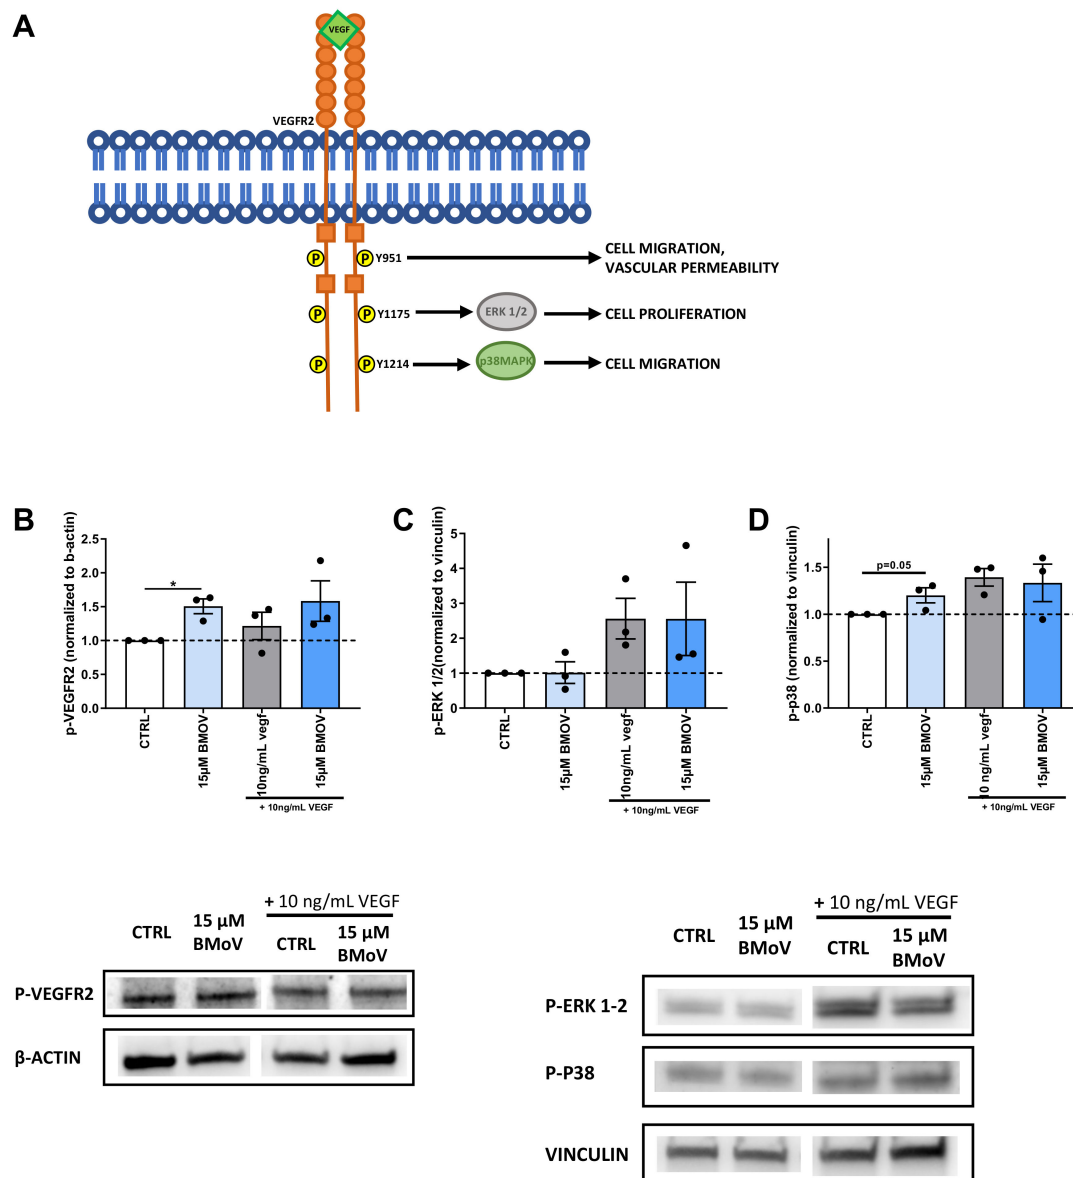 A
VEGF
VEGFR2
P
P
Y951
CELL MIGRATION,
VASCULAR PERMEABILITY
P
P
Y1175
ERK 1/2
CELL PROLIFERATION
P
P
Y1214
p38MAPK
CELL MIGRATION
B
p-VEGFR2 (normalized to b-actin)
2.5
2.0
1.5
1.0
0.5
0.0
*
CTRL
15µM BMOV
10ng/mL vegf
15µM BMOV
+ 10ng/mL VEGF
C
p-ERK 1/2(normalized to vinculin)
5
4
3
2
1
0
CTRL
15µM BMOV
10ng/mL vegf
15µM BMOV
+ 10ng/mL VEGF
D
p-p38 (normalized to vinculin)
1.5
1.0
0.5
0.0
p=0.05
CTRL
15µM BMOV
10 ng/mL vegf
15µM BMOV
+ 10ng/mL VEGF
+ 10 ng/mL VEGF
CTRL
15 µM
BMoV
CTRL
15 µM
BMoV
P-VEGFR2
β-ACTIN
+ 10 ng/mL VEGF
CTRL
15 µM
BMoV
CTRL
15 µM
BMoV
P-ERK 1-2
P-P38
VINCULIN